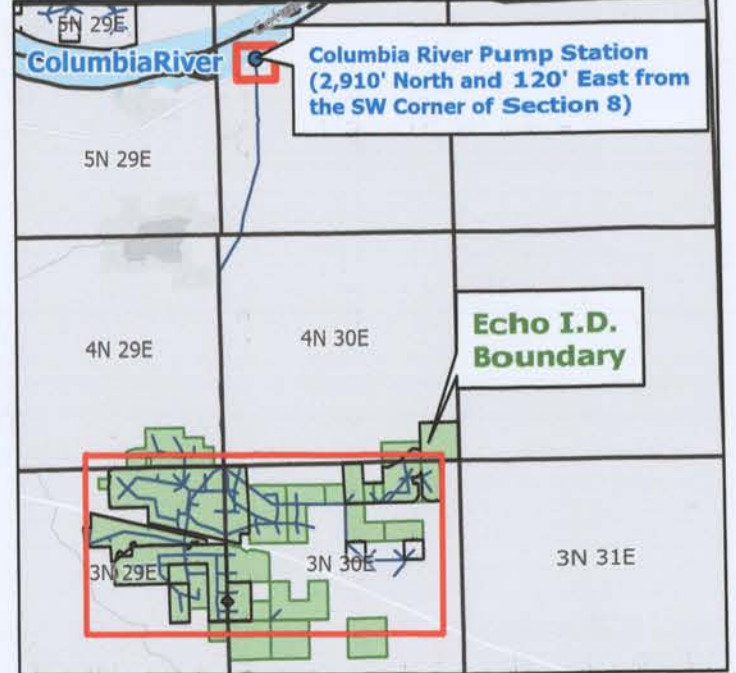 5N 29E
ColumbiaRiver
Columbia River Pump Station
(2,910' North and 120' East from
the SW Corner of Section 8)
5N 29E
4N 29E
4N 30E
Echo I.D.
Boundary
3N 29E
3N 30E
3N 31E